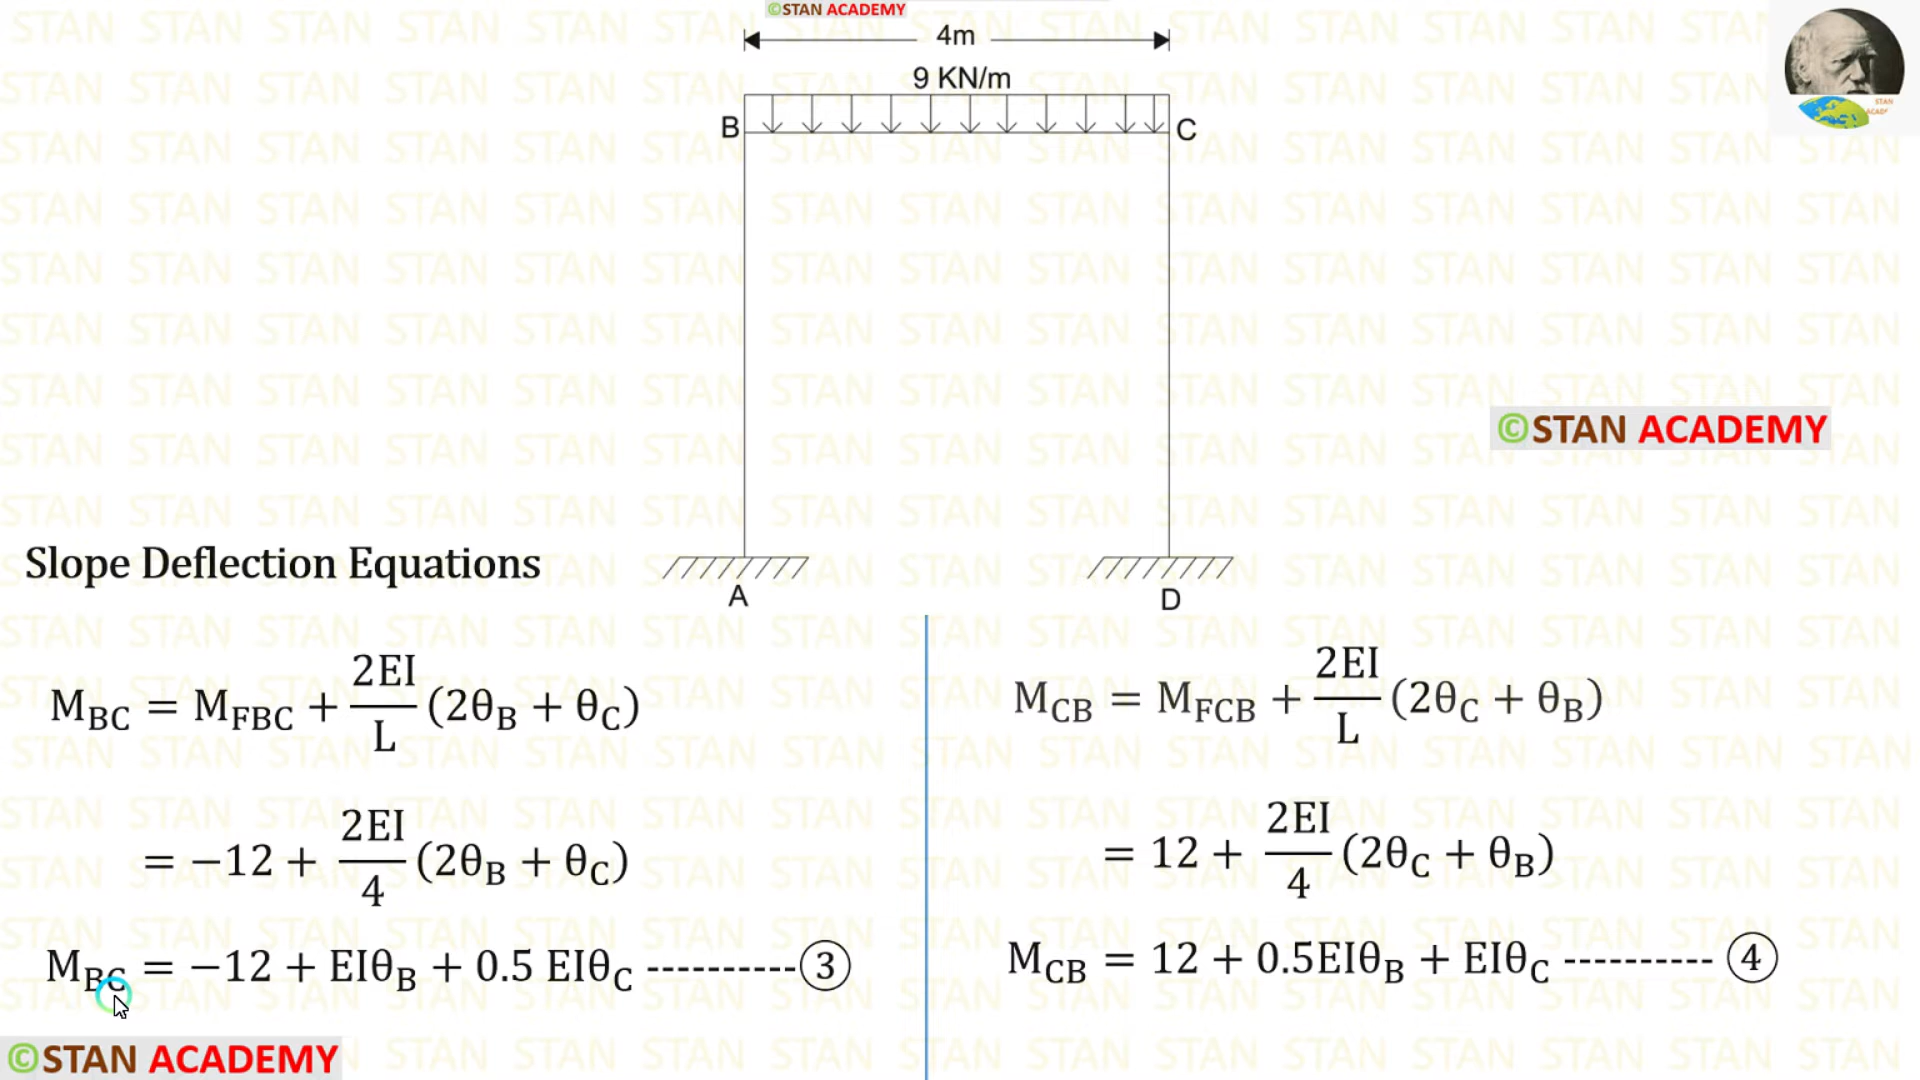 ©STAN ACADEMY
4m
9 KN/m
B
C
STAN
ACADF
©STAN ACADEMY
A
D
Slope Deflection Equations
M_BC = M_FBC + 2EI/L (2θ_B + θ_C)
= −12 + 2EI/4 (2θ_B + θ_C)
M_BC = −12 + EIθ_B + 0.5 EIθ_C ----------③
M_CB = M_FCB + 2EI/L (2θ_C + θ_B)
= 12 + 2EI/4 (2θ_C + θ_B)
M_CB = 12 + 0.5EIθ_B + EIθ_C ---------- ④
©STAN ACADEMY